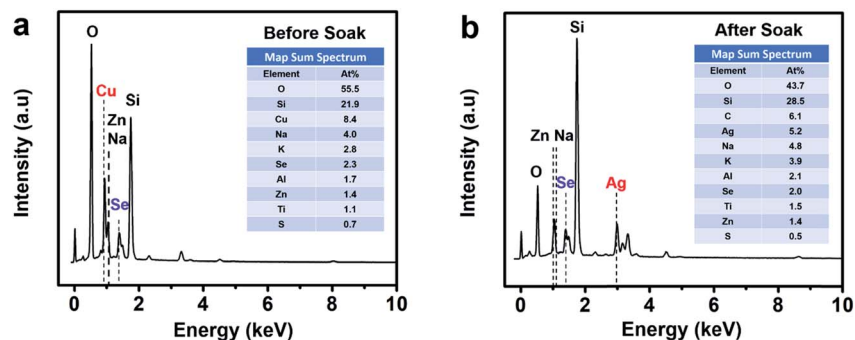 a
Before Soak
O
Cu
Zn
Na
Si
Se
Map Sum Spectrum
Element At%
O 55.5
Si 21.9
Cu 8.4
Na 4.0
K 2.8
Se 2.3
Al 1.7
Zn 1.4
Ti 1.1
S 0.7
Intensity (a.u)
0 2 4 6 8 10
Energy (keV)
b
After Soak
Si
Zn Na
O
Se
Ag
Map Sum Spectrum
Element At%
O 43.7
Si 28.5
C 6.1
Ag 5.2
Na 4.8
K 3.9
Al 2.1
Se 2.0
Ti 1.5
Zn 1.4
S 0.5
Intensity (a.u)
0 2 4 6 8 10
Energy (keV)